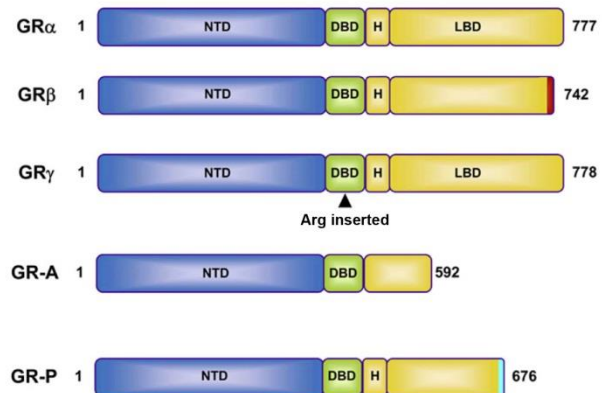 GRα 1 NTD DBD H LBD 777
GRβ 1 NTD DBD H 742
GRγ 1 NTD DBD H LBD 778
Arg inserted
GR-A 1 NTD DBD 592
GR-P 1 NTD DBD H 676